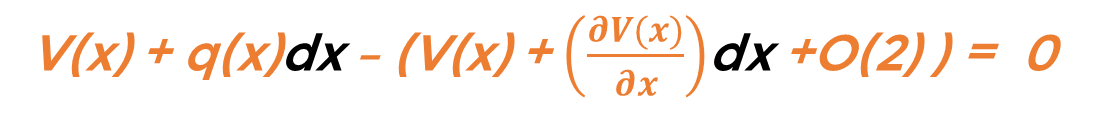 V(x) + q(x)dx – (V(x) + (∂V(x)/∂x) dx +O(2) ) = 0